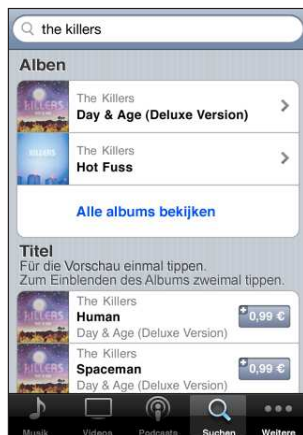 the killers
Alben
The Killers
Day & Age (Deluxe Version)
The Killers
Hot Fuss
Alle albums bekijken
Titel
Für die Vorschau einmal tippen.
Zum Einblenden des Albums zweimal tippen.
The Killers
Human
Day & Age (Deluxe Version)
0,99 €
The Killers
Spaceman
Day & Age (Deluxe Version)
0,99 €
Musik Videos Podcasts Suchen Weitere